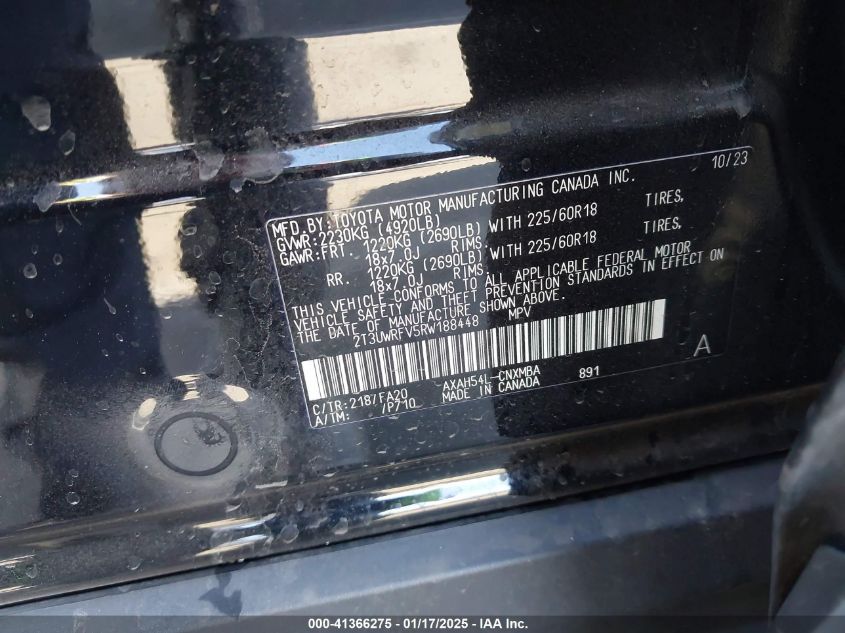 MFD.BY:TOYOTA MOTOR MANUFACTURING CANADA INC. 10/23
GVWR:2230KG (4920LB)
GAWR:FRT. 1220KG (2690LB) WITH 225/60R18 TIRES,
18x7.0J RIMS.
RR. 1220KG (2690LB) WITH 225/60R18 TIRES,
18x7.0J RIMS.
THIS VEHICLE CONFORMS TO ALL APPLICABLE FEDERAL MOTOR
VEHICLE SAFETY AND THEFT PREVENTION STANDARDS IN EFFECT ON
THE DATE OF MANUFACTURE SHOWN ABOVE.
2T3UWRFV5RW188448 MPV
A
C/TR:218/FA20 AXAH54L-CNXMBA 891
A/TM: /P710 MADE IN CANADA
000-41366275 - 01/17/2025 - IAA Inc.